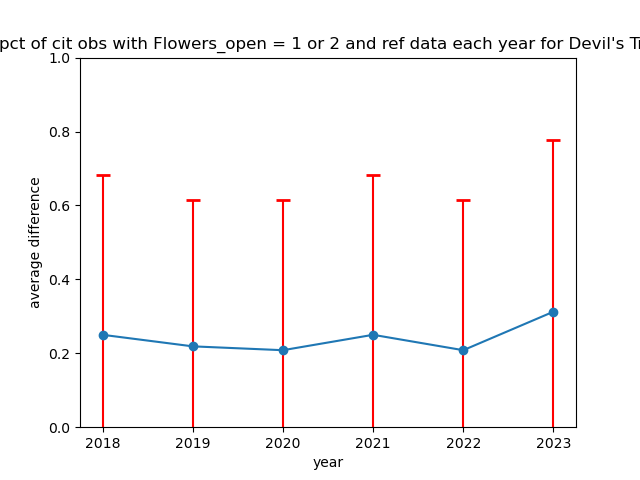 pct of cit obs with Flowers_open = 1 or 2 and ref data each year for Devil's
1.0
0.8
0.6
0.4
0.2
0.0
average difference
2018 2019 2020 2021 2022 2023
year